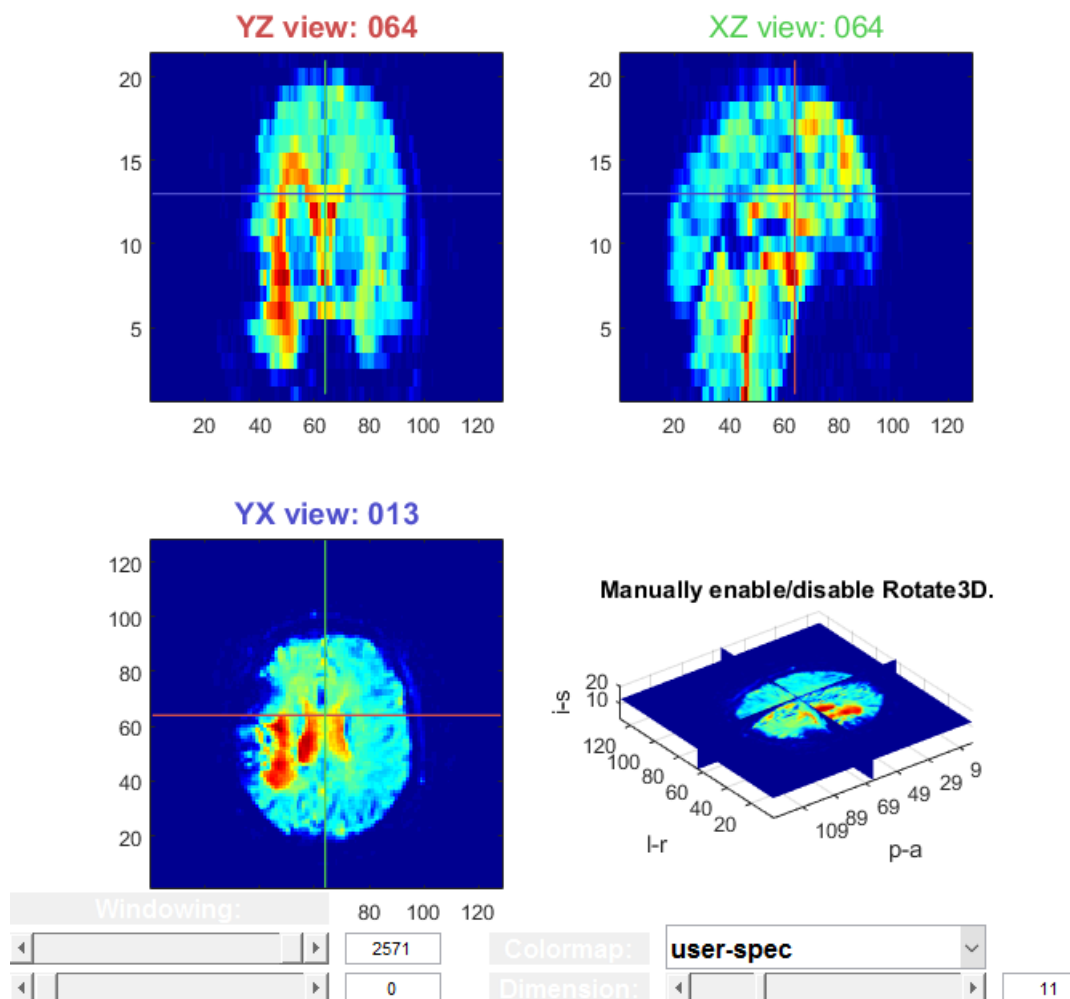 YZ view: 064
XZ view: 064
20
15
10
5
20 40 60 80 100 120
20
15
10
5
20 40 60 80 100 120
YX view: 013
120
100
80
60
40
20
80 100 120
Manually enable/disable Rotate3D.
i-s
20
10
120
100
80
60
40
20
l-r
109
89
69
49
29
9
p-a
Windowing:
2571
Colormap:
user-spec
0
Dimension:
11